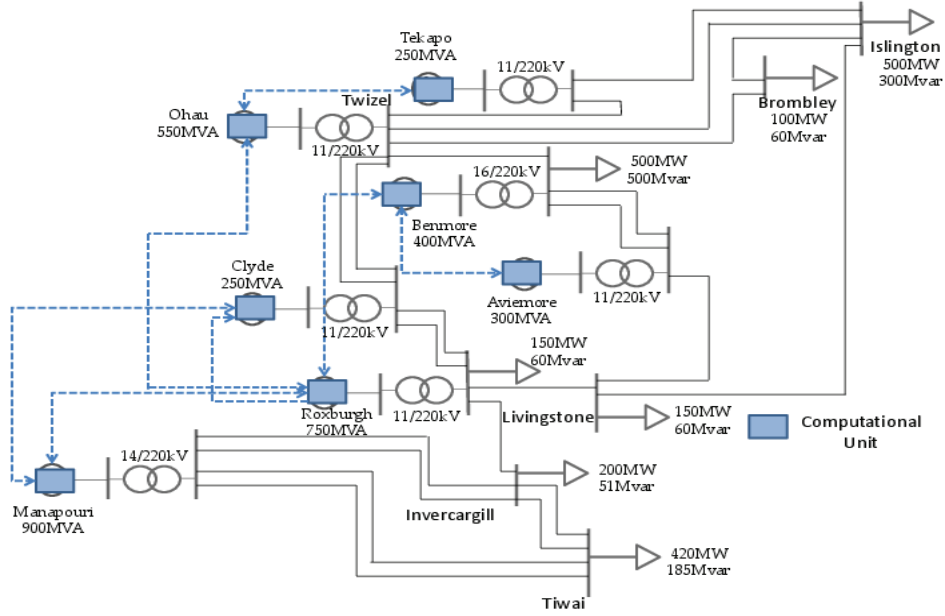 Tekapo
250MVA
11/220kV
Islington
500MW
300Mvar
Brombley
100MW
60Mvar
Twizel
Ohau
550MVA
11/220kV
16/220kV
500MW
500Mvar
Benmore
400MVA
Clyde
250MVA
11/220kV
Aviemore
300MVA
11/220kV
150MW
60Mvar
Roxburgh
750MVA
11/220kV
Livingstone
150MW
60Mvar
Computational
Unit
14/220kV
Manapouri
900MVA
Invercargill
200MW
51Mvar
420MW
185Mvar
Tiwai